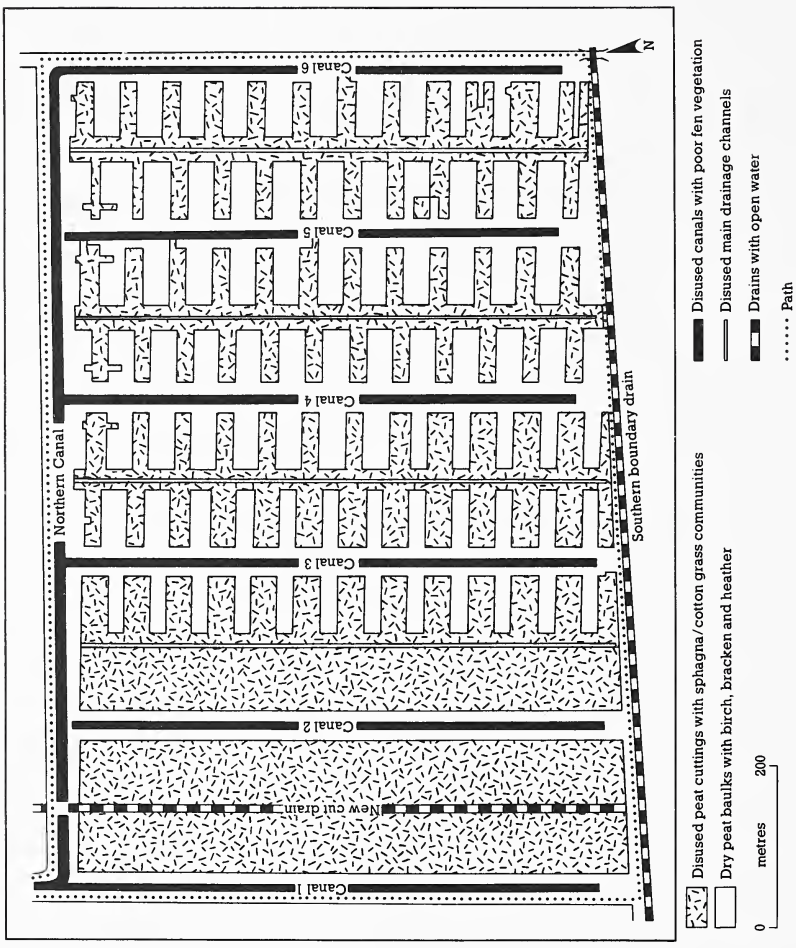 N
Canal 6
Canal 5
Canal 4
Northern Canal
Canal 3
Canal 2
New cut drain
Canal 1
Southern boundary drain
Disused peat cuttings with sphagna/cotton grass communities
Dry peat baulks with birch, bracken and heather
Disused canals with poor fen vegetation
Disused main drainage channels
Drains with open water
Path
0 200
metres